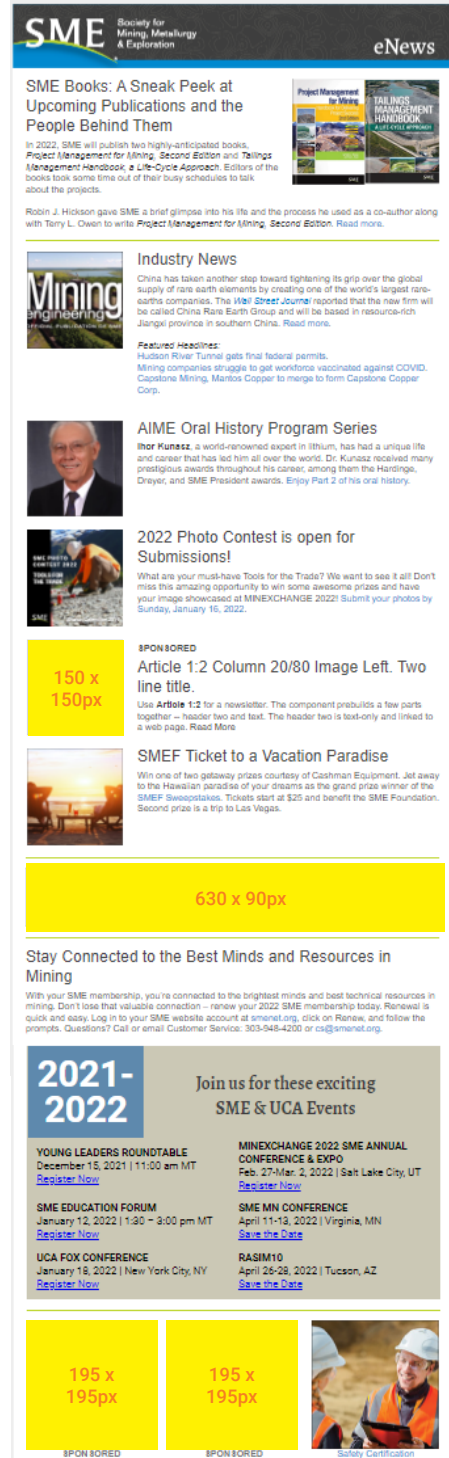 SME
Society for
Mining, Metallurgy
& Exploration
eNews
SME Books: A Sneak Peek at
Upcoming Publications and the
People Behind Them
In 2022, SME will publish two highly-anticipated books,
Project Management for Mining, Second Edition and Tailings
Management Handbook, a Life-Cycle Approach. Editors of the
books took some time out of their busy schedules to talk
about the projects.
Project Management
for Mining
TAILINGS
MANAGEMENT
HANDBOOK
A LIFE-CYCLE APPROACH
Robin J. Hickson gave SME a brief glimpse into his life and the process he used as a co-author along
with Terry L. Owen to write Project Management for Mining, Second Edition. Read more.
Mining
engineering
OFFICIAL PUBLICATION OF SME
Industry News
China has taken another step toward tightening its grip over the global
supply of rare earth elements by creating one of the world's largest rare-
earths companies. The Wall Street Journal reported that the new firm will
be called China Rare Earth Group and will be based in resource-rich
Jiangxi province in southern China. Read more.
Featured Headlines:
Hudson River Tunnel gets final federal permits.
Mining companies struggle to get workforce vaccinated against COVID.
Capstone Mining, Mantos Copper to merge to form Capstone Copper
Corp.
AIME Oral History Program Series
Ihor Kunasz, a world-renowned expert in lithium, has had a unique life
and career that has led him all over the world. Dr. Kunasz received many
prestigious awards throughout his career, among them the Hardinge,
Dreyer, and SME President awards. Enjoy Part 2 of his oral history.
SME PHOTO
CONTEST 2022
TOOLS FOR
THE TRADE
SME
2022 Photo Contest is open for
Submissions!
What are your must-have Tools for the Trade? We want to see it all! Don't
miss this amazing opportunity to win some awesome prizes and have
your image showcased at MINEXCHANGE 2022! Submit your photos by
Sunday, January 16, 2022.
150 x
150px
SPONSORED
Article 1:2 Column 20/80 Image Left. Two
line title.
Use Article 1:2 for a newsletter. The component prebuilds a few parts
together – header two and text. The header two is text-only and linked to
a web page. Read More
SMEF Ticket to a Vacation Paradise
Win one of two getaway prizes courtesy of Cashman Equipment. Jet away
to the Hawaiian paradise of your dreams as the grand prize winner of the
SMEF Sweepstakes. Tickets start at $25 and benefit the SME Foundation.
Second prize is a trip to Las Vegas.
630 x 90px
Stay Connected to the Best Minds and Resources in
Mining
With your SME membership, you're connected to the brightest minds and best technical resources in
mining. Don't lose that valuable connection – renew your 2022 SME membership today. Renewal is
quick and easy. Log in to your SME website account at smenet.org, click on Renew, and follow the
prompts. Questions? Call or email Customer Service: 303-948-4200 or cs@smenet.org.
2021-
2022
Join us for these exciting
SME & UCA Events
YOUNG LEADERS ROUNDTABLE
December 15, 2021 | 11:00 am MT
Register Now
SME EDUCATION FORUM
January 12, 2022 | 1:30 – 3:00 pm MT
Register Now
UCA FOX CONFERENCE
January 18, 2022 | New York City, NY
Register Now
MINEXCHANGE 2022 SME ANNUAL
CONFERENCE & EXPO
Feb. 27-Mar. 2, 2022 | Salt Lake City, UT
Register Now
SME MN CONFERENCE
April 11-13, 2022 | Virginia, MN
Save the Date
RASIM10
April 26-28, 2022 | Tucson, AZ
Save the Date
195 x
195px
SPONSORED
195 x
195px
SPONSORED
Safety Certification